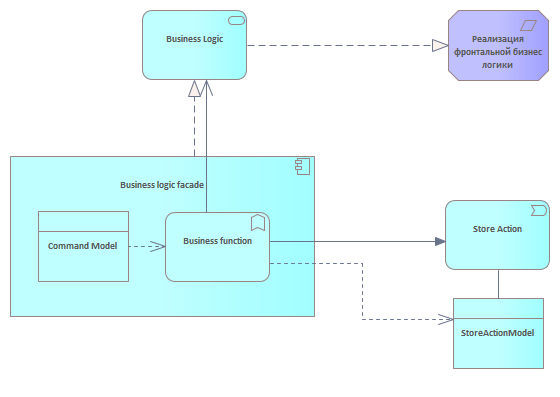 Business Logic
Реализация
фронтальной бизнес
логики
Business logic facade
Command Model
Business function
Store Action
StoreActionModel